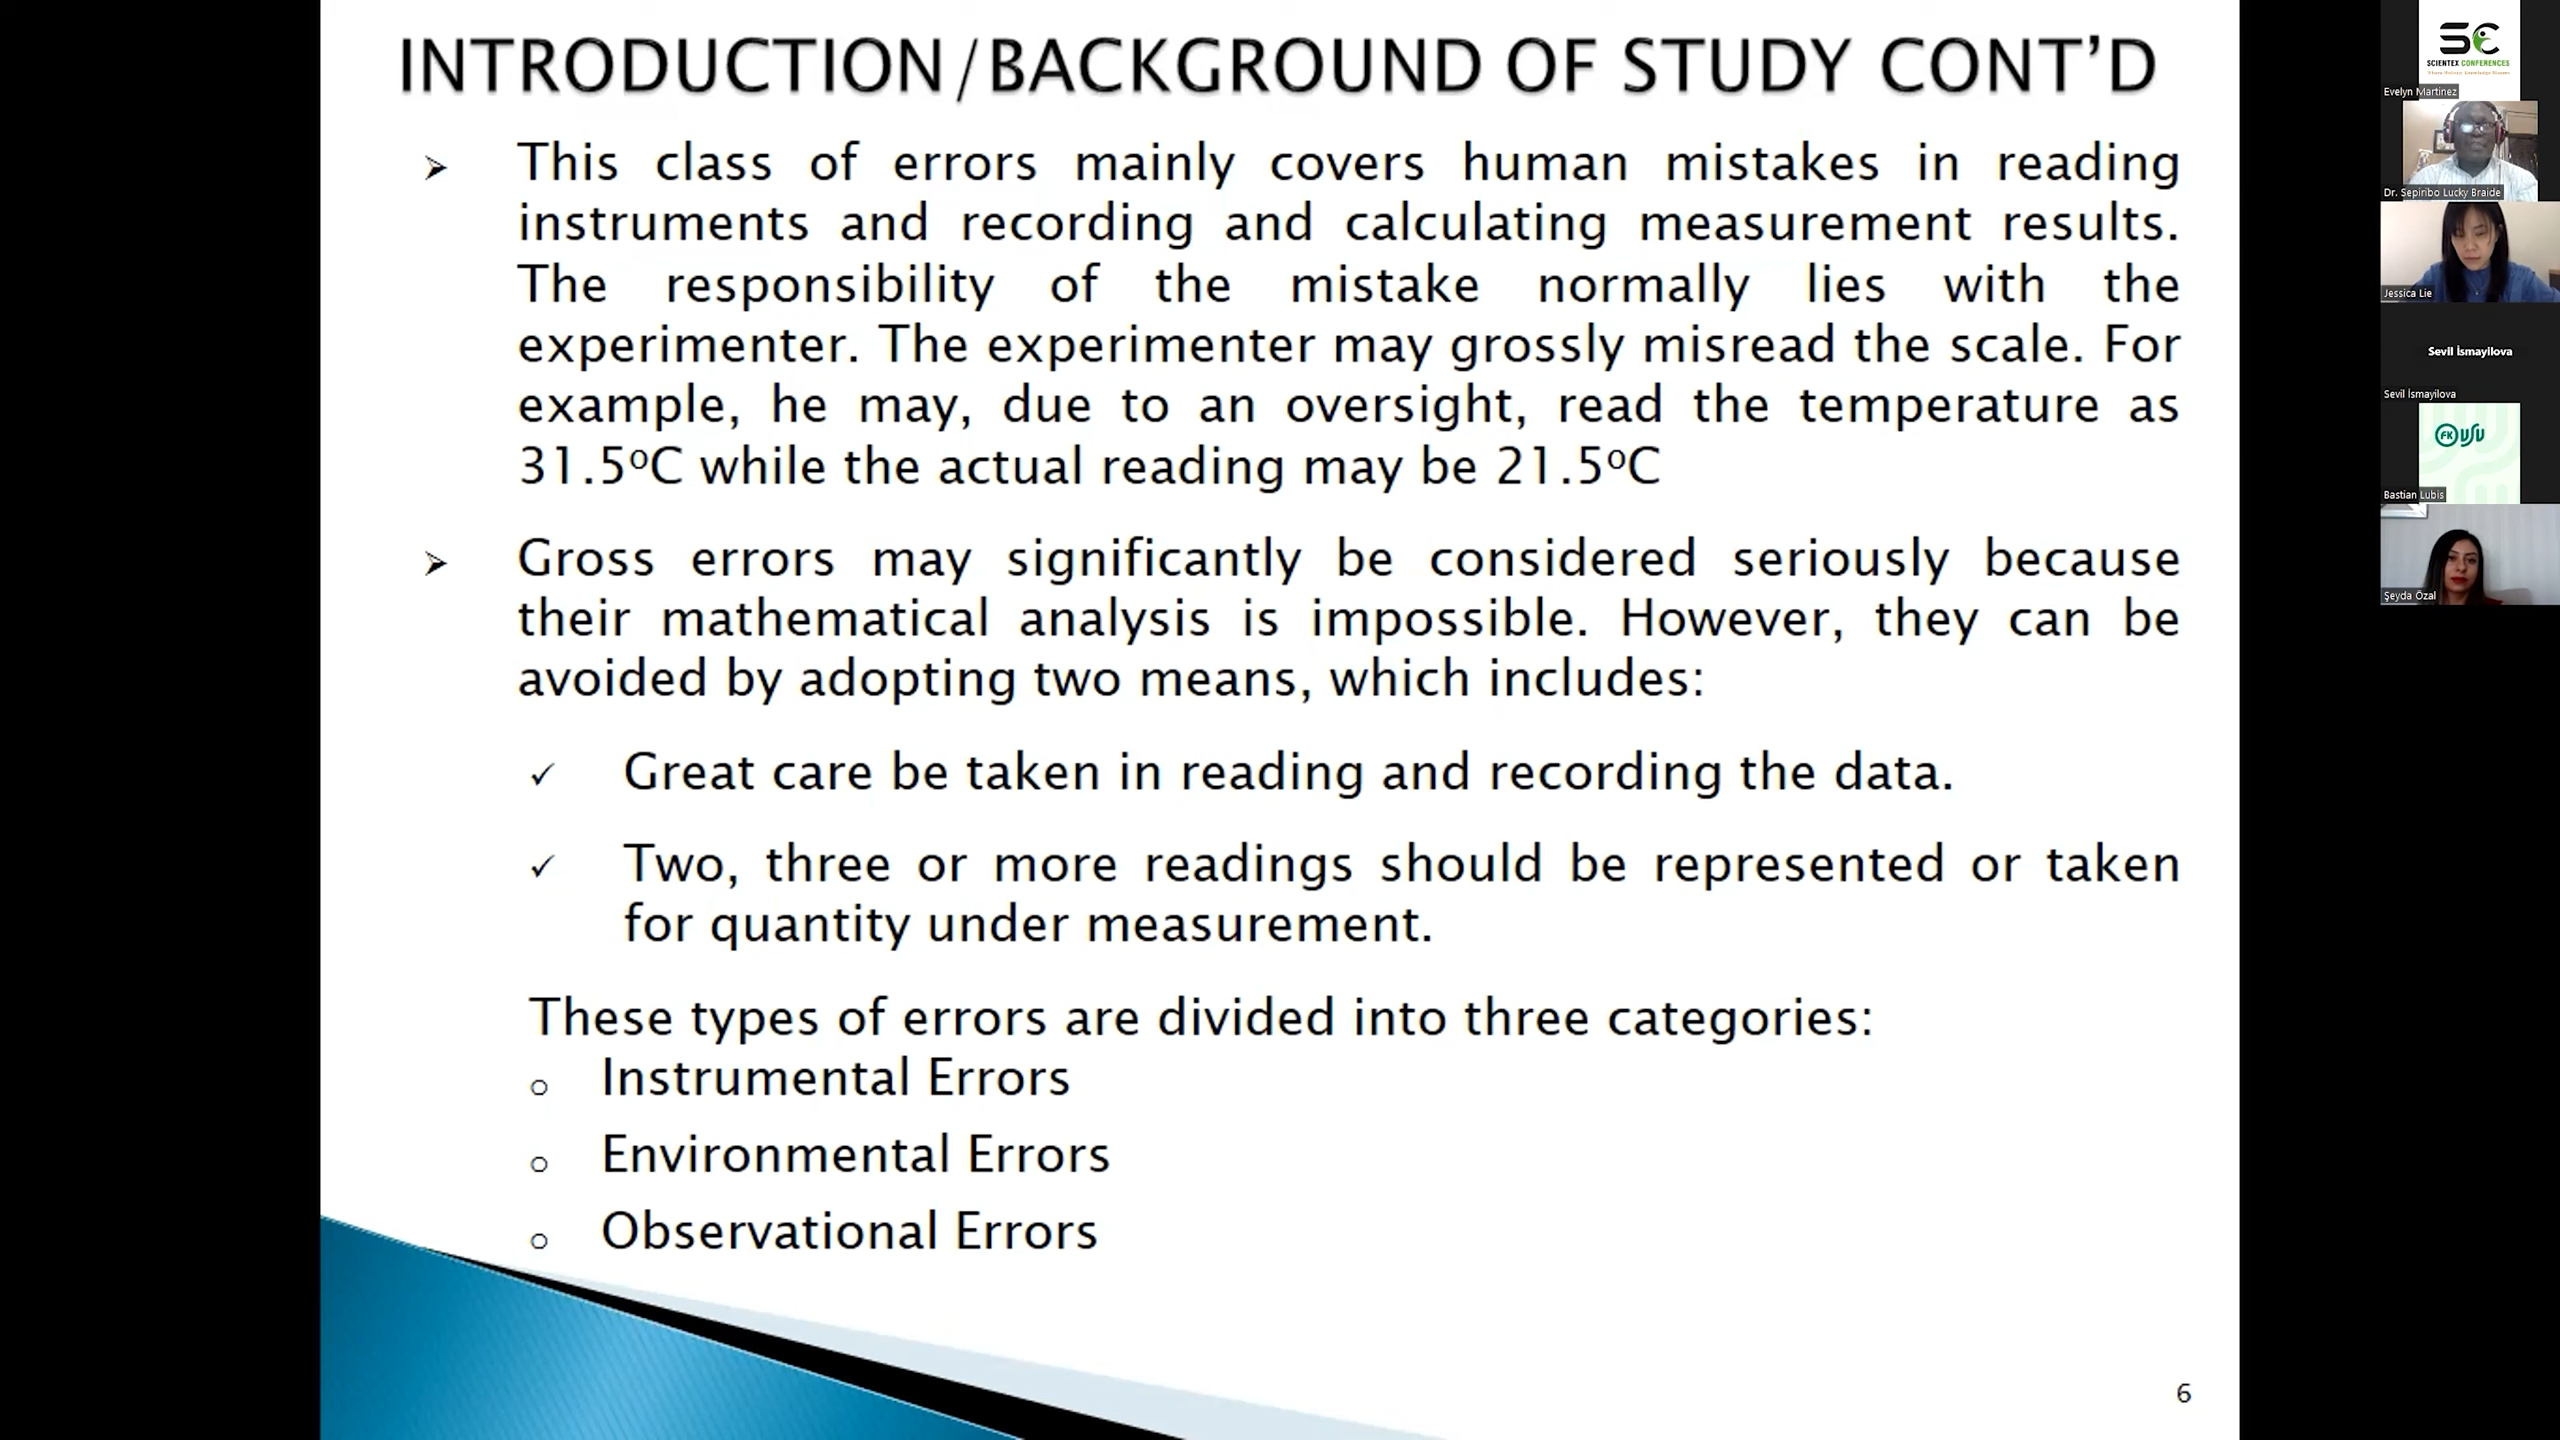 INTRODUCTION/BACKGROUND OF STUDY CONT’D
➢ This class of errors mainly covers human mistakes in reading
instruments and recording and calculating measurement results.
The responsibility of the mistake normally lies with the
experimenter. The experimenter may grossly misread the scale. For
example, he may, due to an oversight, read the temperature as
31.5ºC while the actual reading may be 21.5ºC
➢ Gross errors may significantly be considered seriously because
their mathematical analysis is impossible. However, they can be
avoided by adopting two means, which includes:
✓ Great care be taken in reading and recording the data.
✓ Two, three or more readings should be represented or taken
for quantity under measurement.
These types of errors are divided into three categories:
o Instrumental Errors
o Environmental Errors
o Observational Errors
6
SC
SCIENTEX CONFERENCES
Evelyn Martinez
Dr. Sepiribo Lucky Braide
Jessica Lie
Sevil İsmayilova
Sevil İsmayilova
FK USU
Bastian Lubis
Şeyda Özal